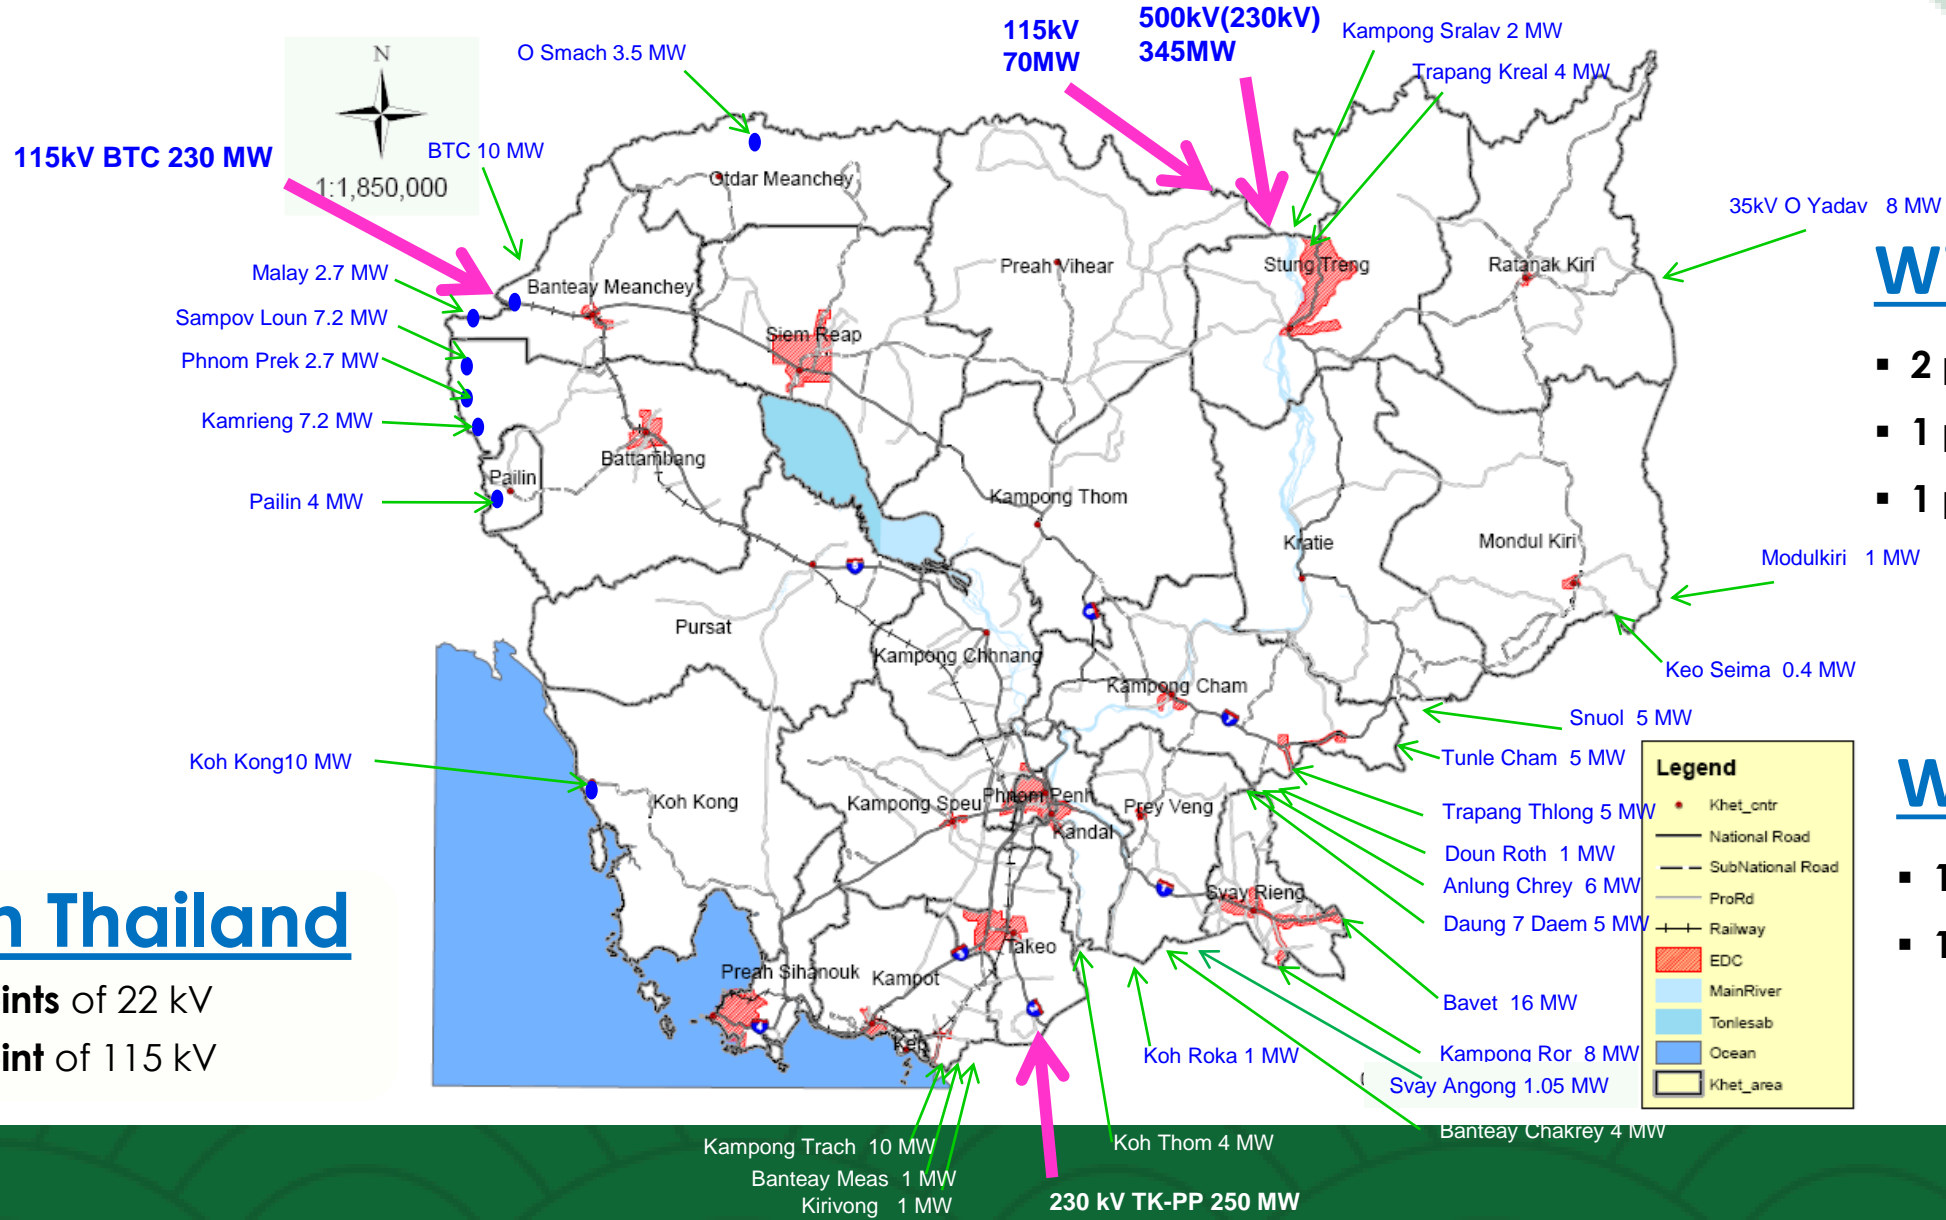 115kV
70MW
500kV(230kV)
345MW
Kampong Sralav 2 MW
Trapang Kreal 4 MW
O Smach 3.5 MW
N
1:1,850,000
115kV BTC 230 MW
BTC 10 MW
Otdar Meanchey
35kV O Yadav 8 MW
Malay 2.7 MW
Banteay Meanchey
Preah Vihear
Stung Treng
Ratanak Kiri
Sampov Loun 7.2 MW
Siem Reap
Phnom Prek 2.7 MW
2
Kamrieng 7.2 MW
1
Battambang
Pailin
Pailin 4 MW
Kampong Thom
1
Kratie
Mondul Kiri
Modulkiri 1 MW
Pursat
Kampong Chhnang
Keo Seima 0.4 MW
Kampong Cham
Snuol 5 MW
Koh Kong10 MW
Tunle Cham 5 MW
Koh Kong
Kampong Speu
Phnom Penh
Prey Veng
Trapang Thlong 5 MW
Kandal
Doun Roth 1 MW
Anlung Chrey 6 MW
Svay Rieng
Daung 7 Daem 5 MW
Legend
Khet_cntr
National Road
SubNational Road
ProRd
Railway
EDC
MainRiver
Tonlesab
Ocean
Khet_area
Thailand
of 22 kV
of 115 kV
Takeo
Preah Sihanouk
Kampot
Kep
Bavet 16 MW
Koh Roka 1 MW
Kampong Ror 8 MW
Svay Angong 1.05 MW
Banteay Chakrey 4 MW
Kampong Trach 10 MW
Koh Thom 4 MW
Banteay Meas 1 MW
Kirivong 1 MW
230 kV TK-PP 250 MW